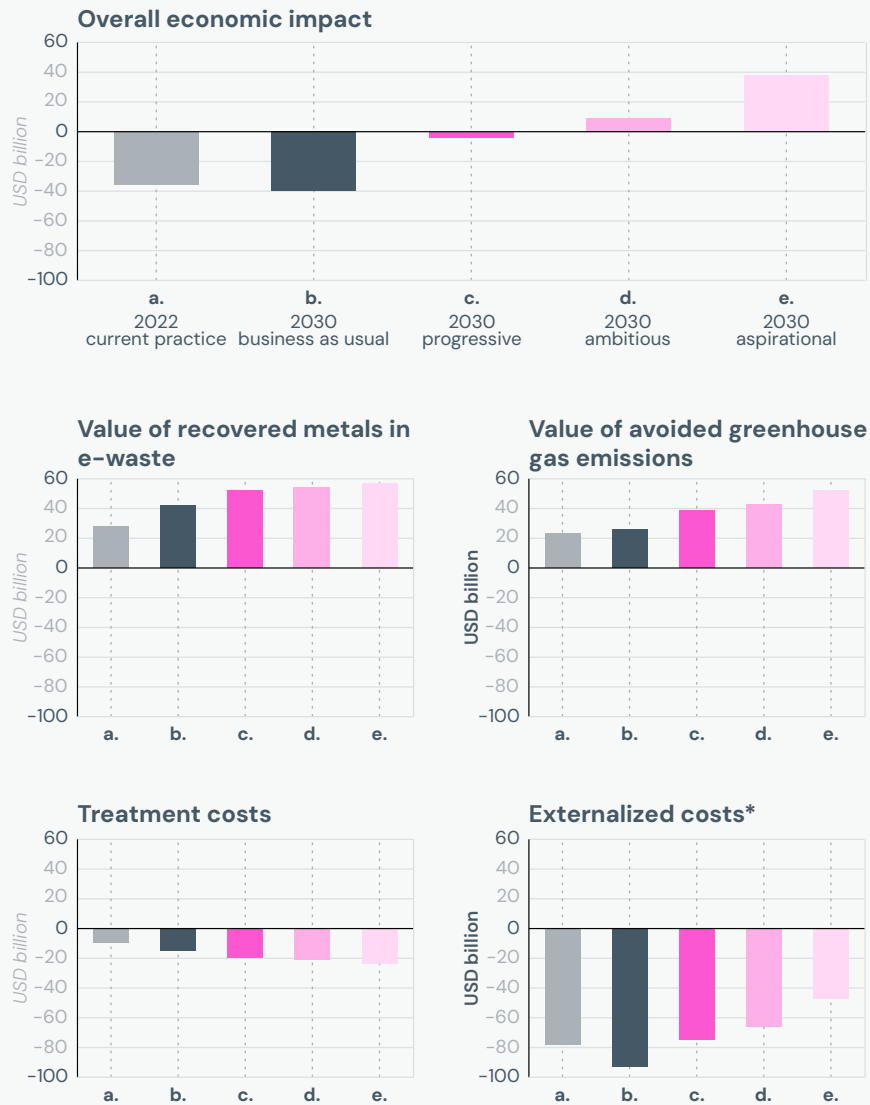 Overall economic impact
60
40
20
0
-20
-40
-60
-80
-100
USD billion
a. b. c. d. e.
2022 2030 2030 2030 2030
current practice business as usual progressive ambitious aspirational
Value of recovered metals in
e-waste
60
40
20
0
-20
-40
-60
-80
-100
USD billion
a. b. c. d. e.
Value of avoided greenhouse
gas emissions
60
40
20
0
-20
-40
-60
-80
-100
USD billion
a. b. c. d. e.
Treatment costs
60
40
20
0
-20
-40
-60
-80
-100
USD billion
a. b. c. d. e.
Externalized costs*
60
40
20
0
-20
-40
-60
-80
-100
USD billion
a. b. c. d. e.